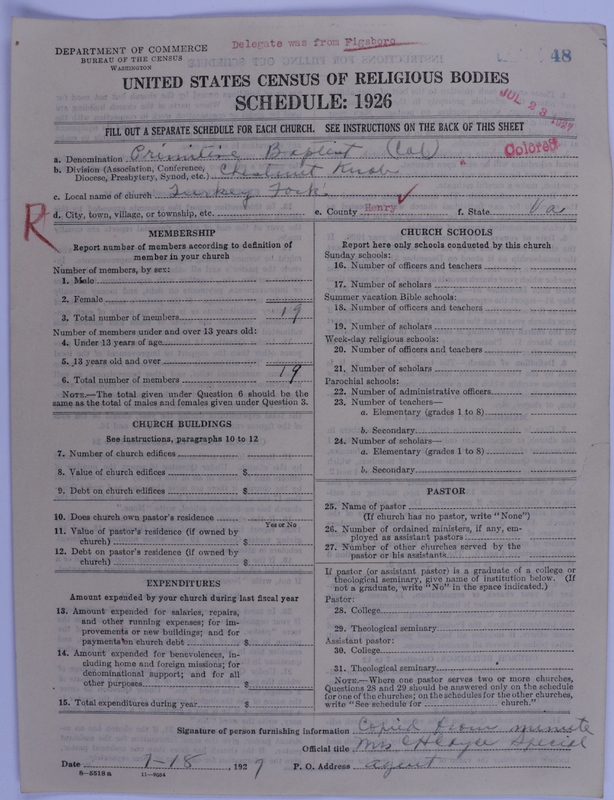 DEPARTMENT OF COMMERCE
BUREAU OF THE CENSUS
WASHINGTON
Delegate was from Figsboro
48
UNITED STATES CENSUS OF RELIGIOUS BODIES
SCHEDULE: 1926
JUL 23 1927
FILL OUT A SEPARATE SCHEDULE FOR EACH CHURCH. SEE INSTRUCTIONS ON THE BACK OF THIS SHEET
Colored
a. Denomination Primitive Baptist (Col)
b. Division (Association, Conference, Diocese, Presbytery, Synod, etc.) Chestnut Knob
c. Local name of church Turkey Fork
d. City, town, village, or township, etc. e. County Henry f. State Va
R
MEMBERSHIP
Report number of members according to definition of
member in your church
Number of members, by sex:
1. Male
2. Female
3. Total number of members 19
Number of members under and over 13 years old:
4. Under 13 years of age
5. 13 years old and over
6. Total number of members 19
NOTE.—The total given under Question 6 should be the
same as the total of males and females given under Question 3.
CHURCH BUILDINGS
See instructions, paragraphs 10 to 12
7. Number of church edifices
8. Value of church edifices $
9. Debt on church edifices $
10. Does church own pastor's residence
Yes or No
11. Value of pastor's residence (if owned by
church) $
12. Debt on pastor's residence (if owned by
church) $
EXPENDITURES
Amount expended by your church during last fiscal year
13. Amount expended for salaries, repairs,
and other running expenses; for im-
provements or new buildings; and for
payments on church debt $
14. Amount expended for benevolences, in-
cluding home and foreign missions; for
denominational support; and for all
other purposes $
15. Total expenditures during year $
CHURCH SCHOOLS
Report here only schools conducted by this church
Sunday schools:
16. Number of officers and teachers
17. Number of scholars
Summer vacation Bible schools:
18. Number of officers and teachers
19. Number of scholars
Week-day religious schools:
20. Number of officers and teachers
21. Number of scholars
Parochial schools:
22. Number of administrative officers
23. Number of teachers—
a. Elementary (grades 1 to 8)
b. Secondary
24. Number of scholars—
a. Elementary (grades 1 to 8)
b. Secondary
PASTOR
25. Name of pastor
(If church has no pastor, write "None")
26. Number of ordained ministers, if any, em-
ployed as assistant pastors
27. Number of other churches served by the
pastor or his assistants
If pastor (or assistant pastor) is a graduate of a college or
theological seminary, give name of institution below. (If
not a graduate, write "No" in the space indicated.)
Pastor:
28. College
29. Theological seminary
Assistant pastor:
30. College
31. Theological seminary
NOTE.—Where one pastor serves two or more churches,
Questions 28 and 29 should be answered only on the schedule
for one of the churches; on the schedules for the other churches,
write "See schedule for church."
Signature of person furnishing information Copied from minute
Official title Mrs Special
Date 7-18, 1927 P. O. Address agent
8—5518a 11—9554